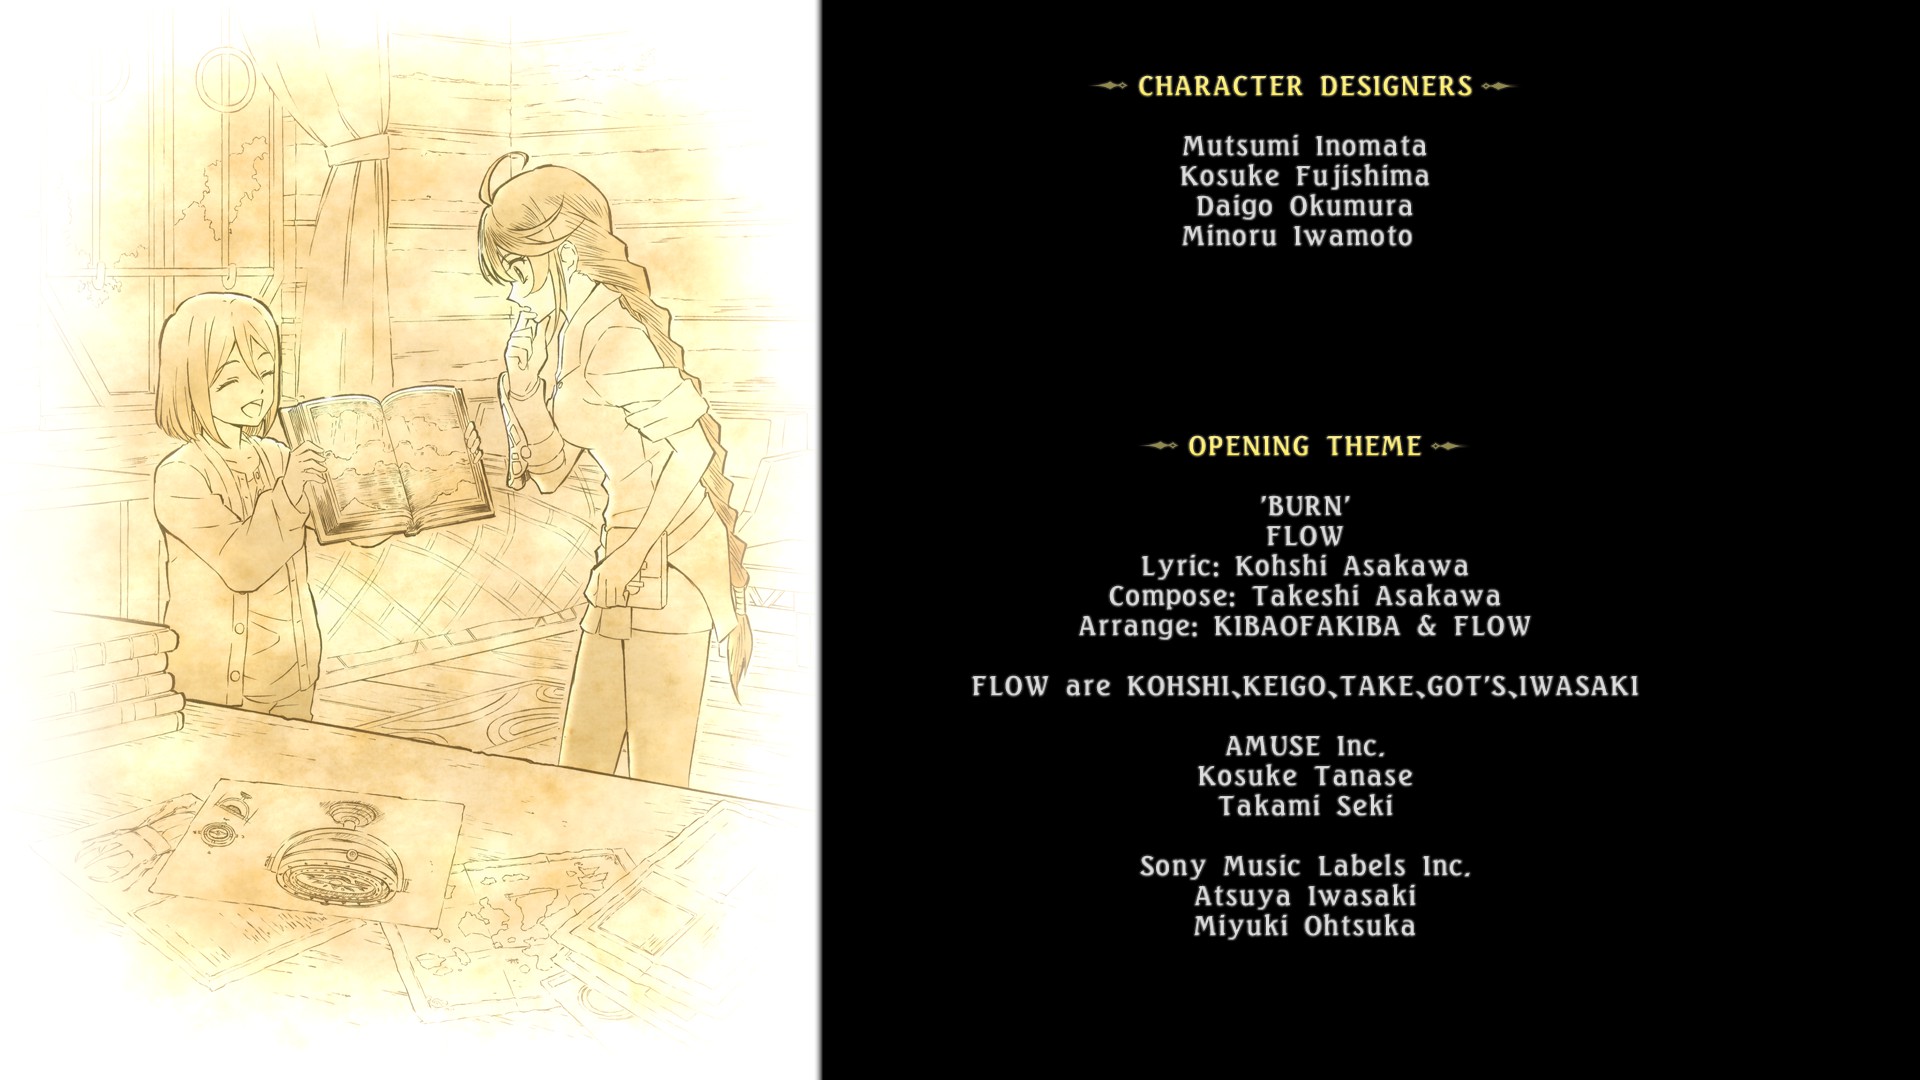 CHARACTER DESIGNERS
Mutsumi Inomata
Kosuke Fujishima
Daigo Okumura
Minoru Iwamoto
OPENING THEME
'BURN'
FLOW
Lyric: Kohshi Asakawa
Compose: Takeshi Asakawa
Arrange: KIBAOFAKIBA & FLOW
FLOW are KOHSHI、KEIGO、TAKE、GOT'S、IWASAKI
AMUSE Inc.
Kosuke Tanase
Takami Seki
Sony Music Labels Inc.
Atsuya Iwasaki
Miyuki Ohtsuka